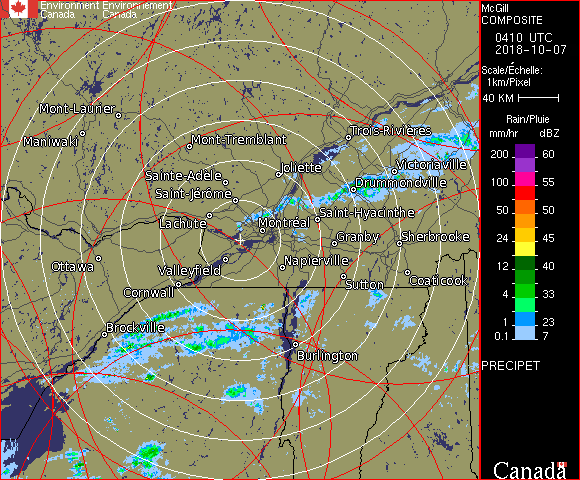 Environment Environnement
Canada Canada
McGill
COMPOSITE
0410 UTC
2018-10-07
Scale/Échelle:
1km/Pixel
40 KM
Rain/Pluie
mm/hr dBZ
200 60
100 55
50 50
24 45
12 40
4 33
2 23
0.1 7
PRECIPET
Canada
Mont-Laurier
Maniwaki
Mont-Tremblant
Trois-Rivières
Joliette
Victoriaville
Sainte-Adèle
Drummondville
Saint-Jérôme
Saint-Hyacinthe
Lachute
Montréal
Granby
Sherbrooke
Ottawa
Valleyfield
Napierville
Cornwall
Sutton
Coaticook
Brockville
Burlington